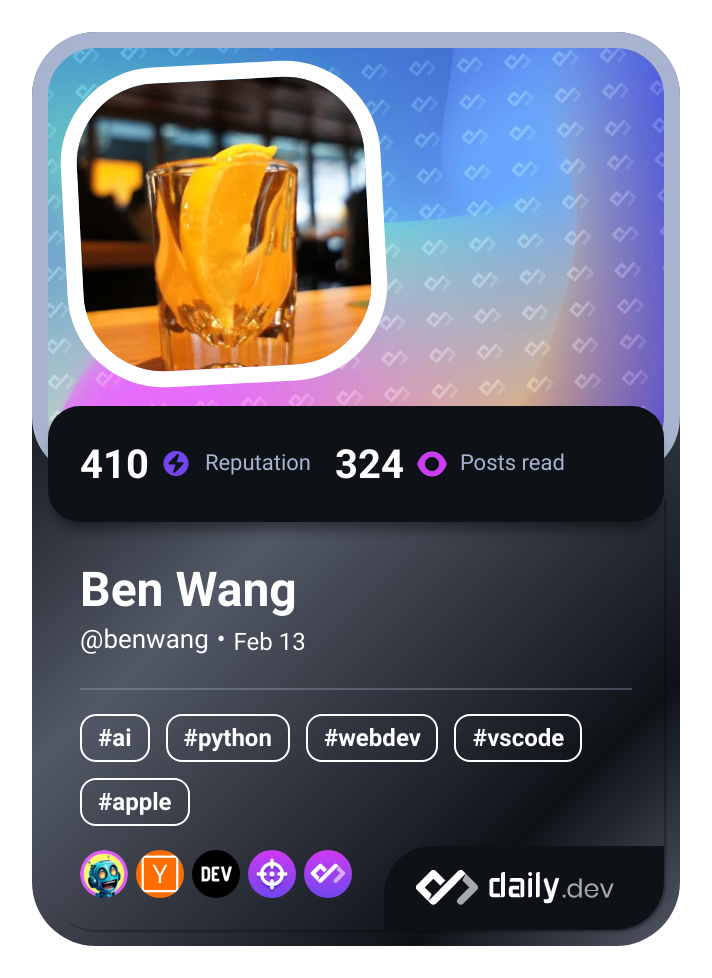 410 Reputation 324 Posts read
Ben Wang
@benwang • Feb 13
#ai #python #webdev #vscode
#apple
Y DEV daily.dev